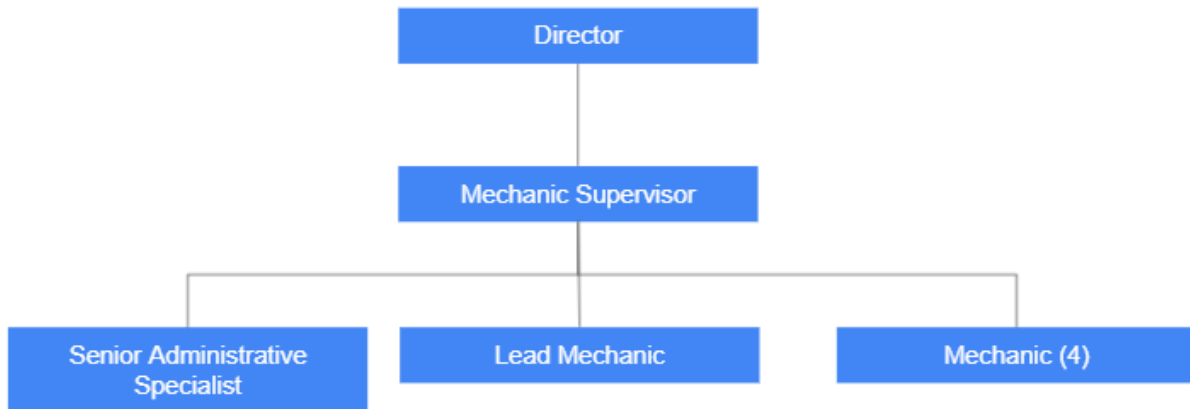 Director
Mechanic Supervisor
Senior Administrative
Specialist
Lead Mechanic
Mechanic (4)